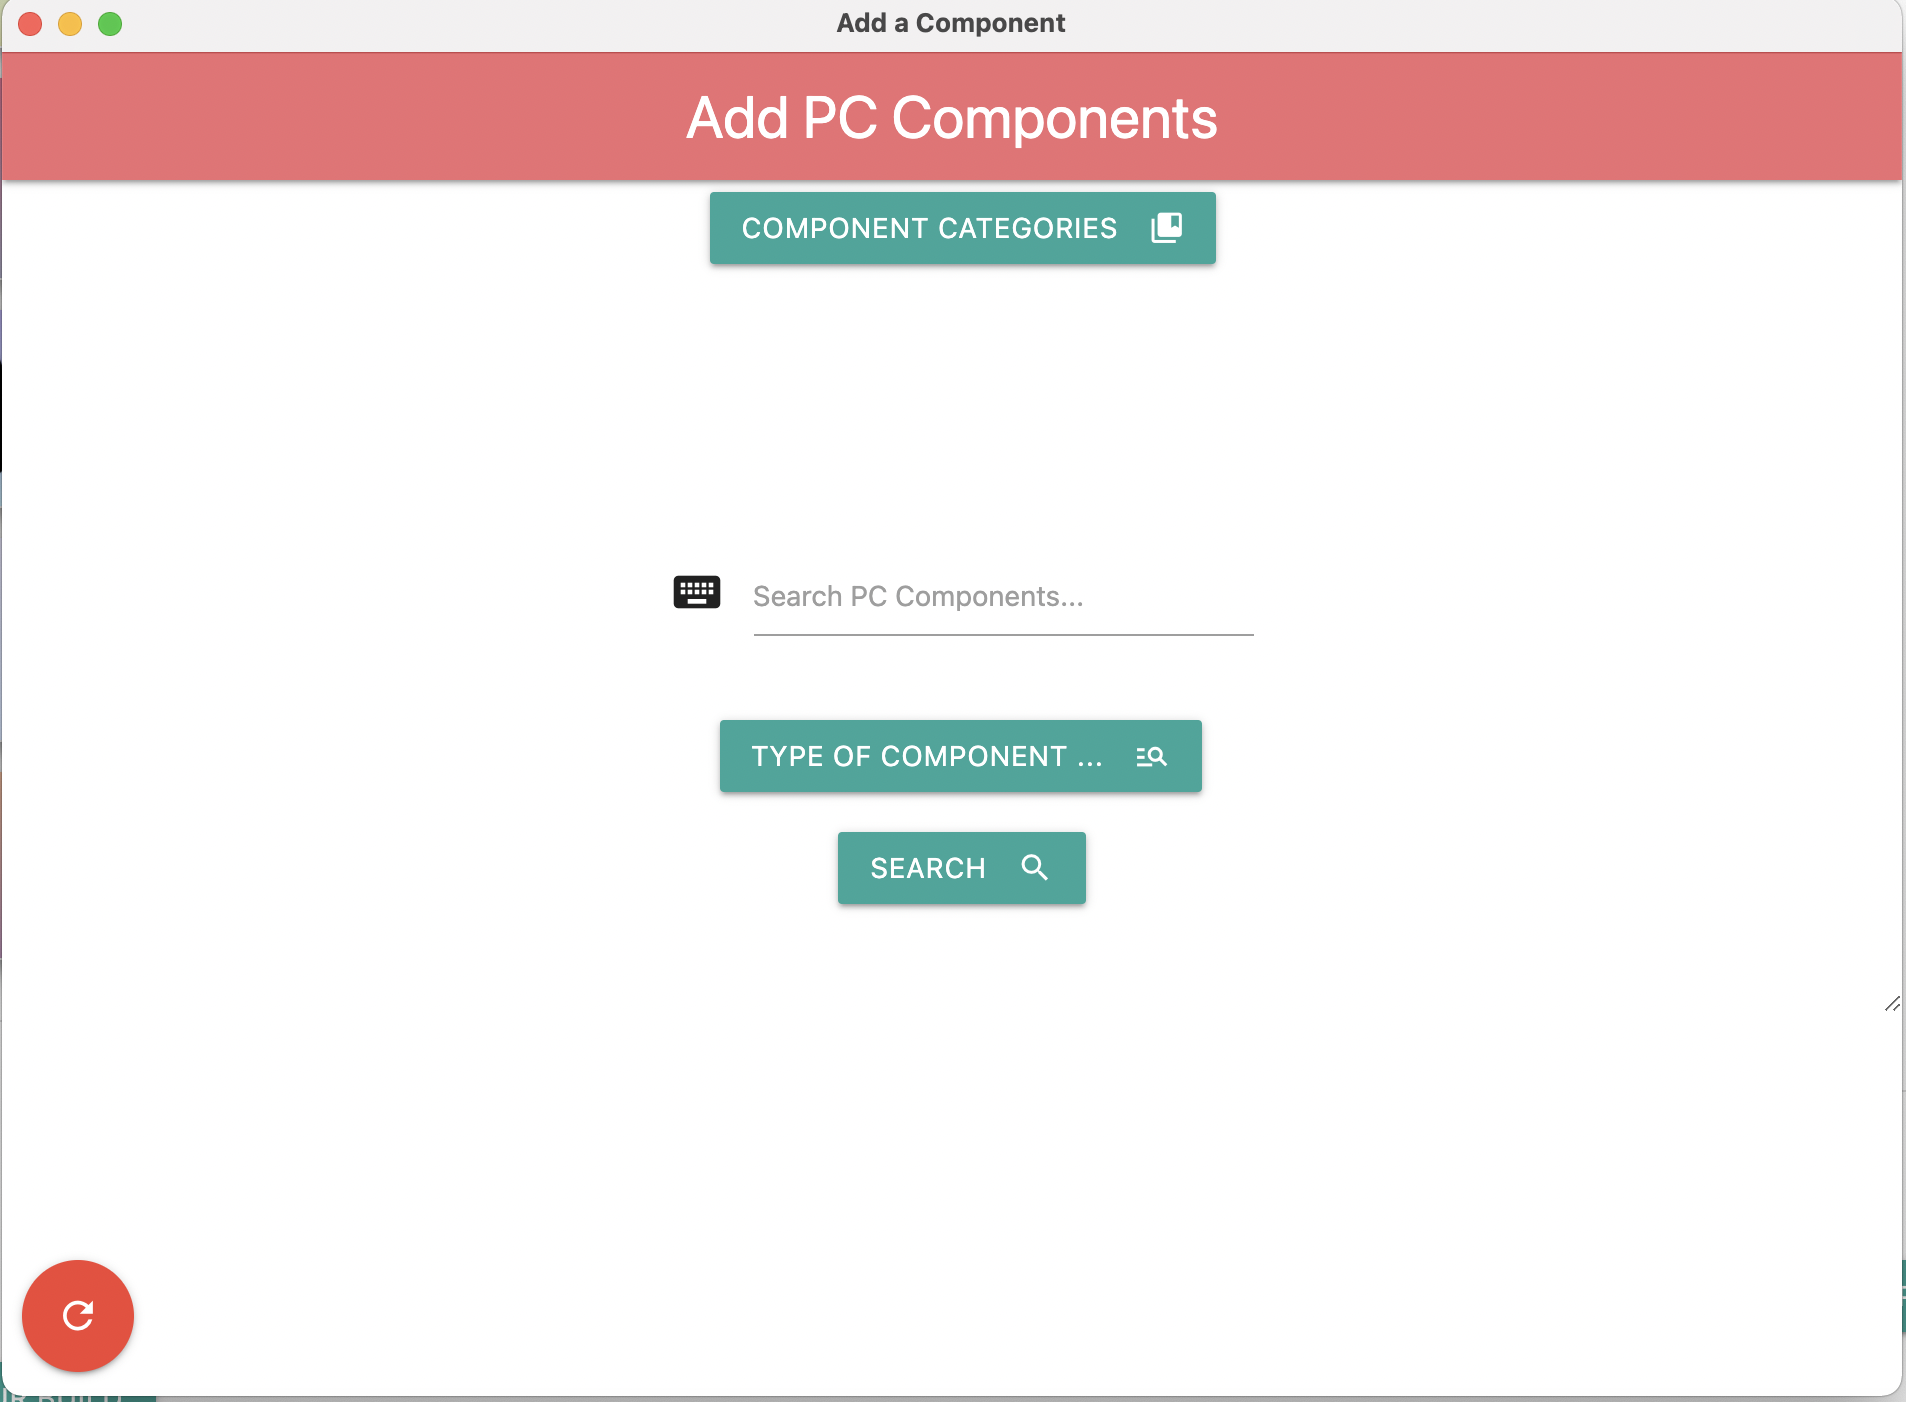 Add a Component
Add PC Components
COMPONENT CATEGORIES
Search PC Components...
TYPE OF COMPONENT ...
SEARCH